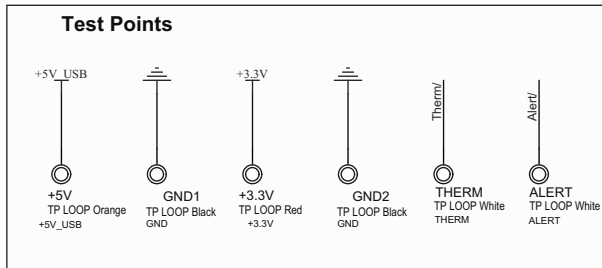 Test Points
+5V_USB
+3.3V
Therm/
Alert/
+5V GND1 +3.3V GND2 THERM ALERT
TP LOOP Orange TP LOOP Black TP LOOP Red TP LOOP Black TP LOOP White TP LOOP White
+5V_USB GND +3.3V GND THERM ALERT